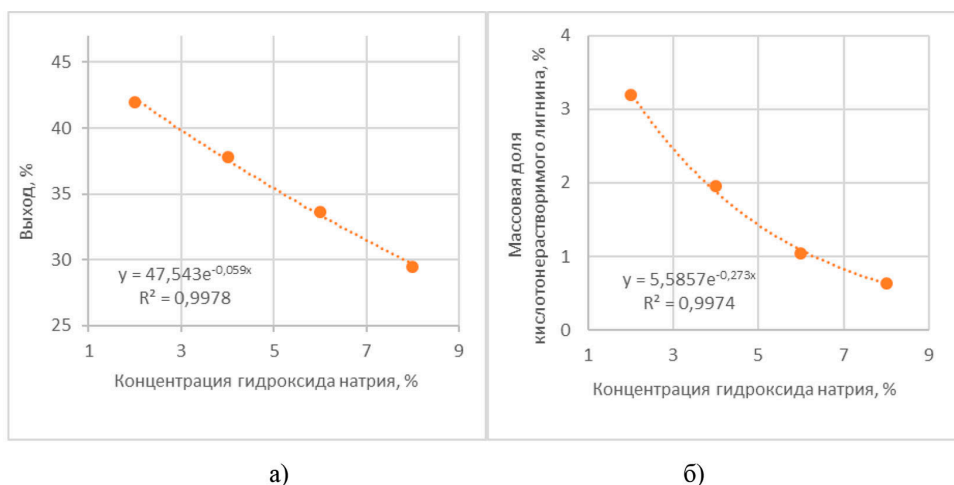 45
40
35
30
25
Выход, %
y = 47,543e^-0,059x
R² = 0,9978
1 3 5 7 9
Концентрация гидроксида натрия, %
4
3
2
1
0
Массовая доля
кислотонерастворимого лигнина, %
y = 5,5857e^-0,273x
R² = 0,9974
1 3 5 7 9
Концентрация гидроксида натрия, %
а) б)